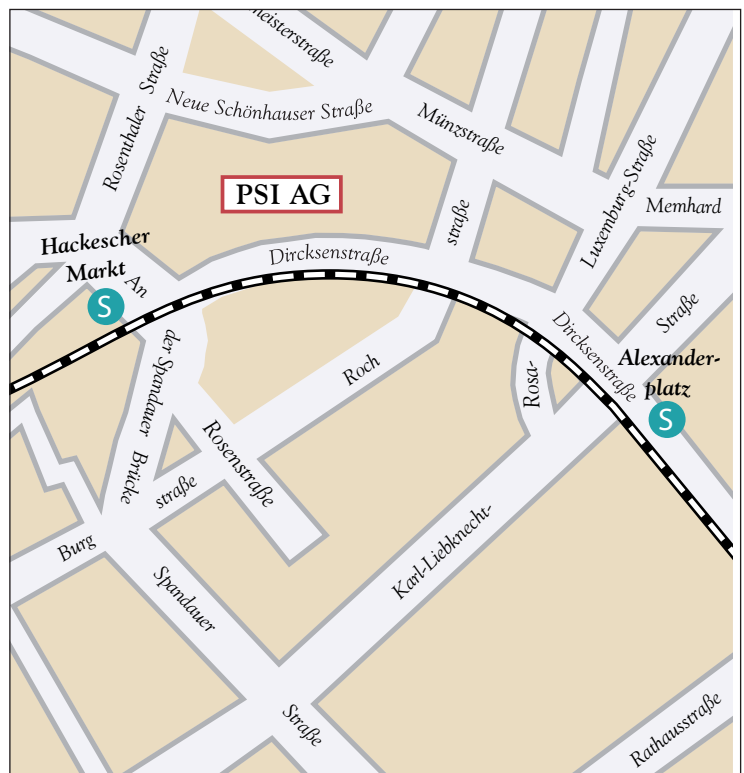 meisterstraße
Rosenthaler Straße
Neue Schönhauser Straße
Münzstraße
PSI AG
straße
Luxemburg-Straße
Memhard
Hackescher
Markt
S
An
der Spandauer Brücke
Dircksenstraße
Dircksenstraße
Straße
Alexander-
platz
S
Roch
Rosa-
Rosenstraße
straße
Burg
Spandauer
Karl-Liebknecht-
Straße
Rathausstraße